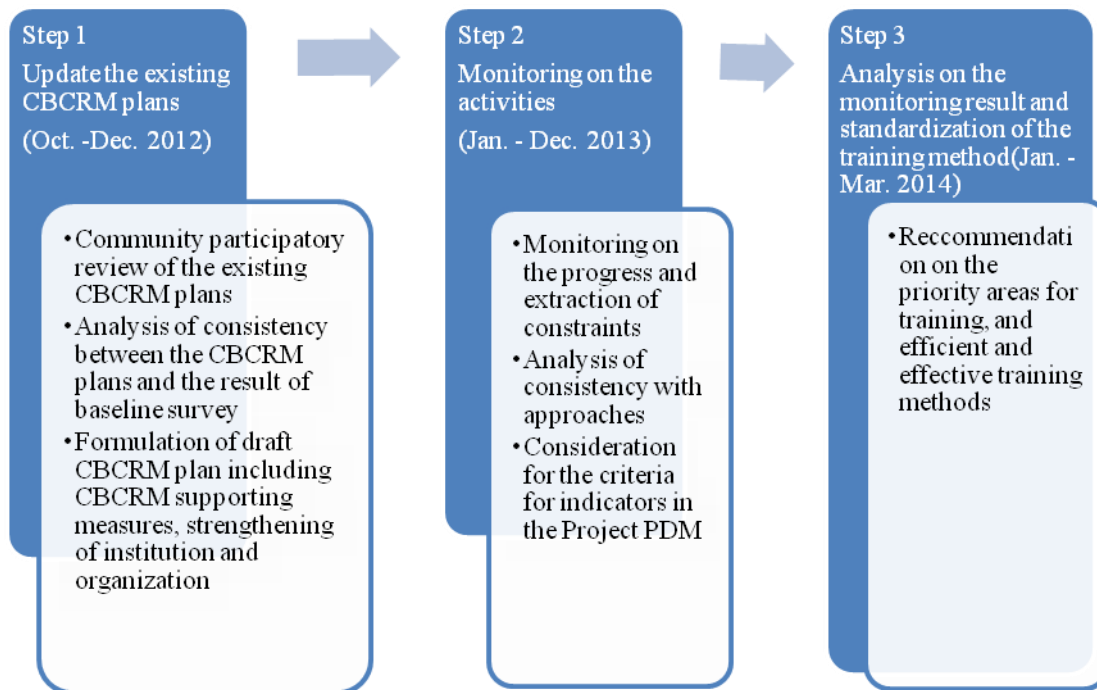 Step 1
Update the existing
CBCRM plans
(Oct. -Dec. 2012)
•Community participatory
review of the existing
CBCRM plans
•Analysis of consistency
between the CBCRM
plans and the result of
baseline survey
•Formulation of draft
CBCRM plan including
CBCRM supporting
measures, strengthening
of institution and
organization
Step 2
Monitoring on the
activities
(Jan. - Dec. 2013)
•Monitoring on
the progress and
extraction of
constraints
•Analysis of
consistency with
approaches
•Consideration
for the criteria
for indicators in
the Project PDM
Step 3
Analysis on the
monitoring result and
standardization of the
training method(Jan. -
Mar. 2014)
•Reccommendati
on on the
priority areas for
training, and
efficient and
effective training
methods